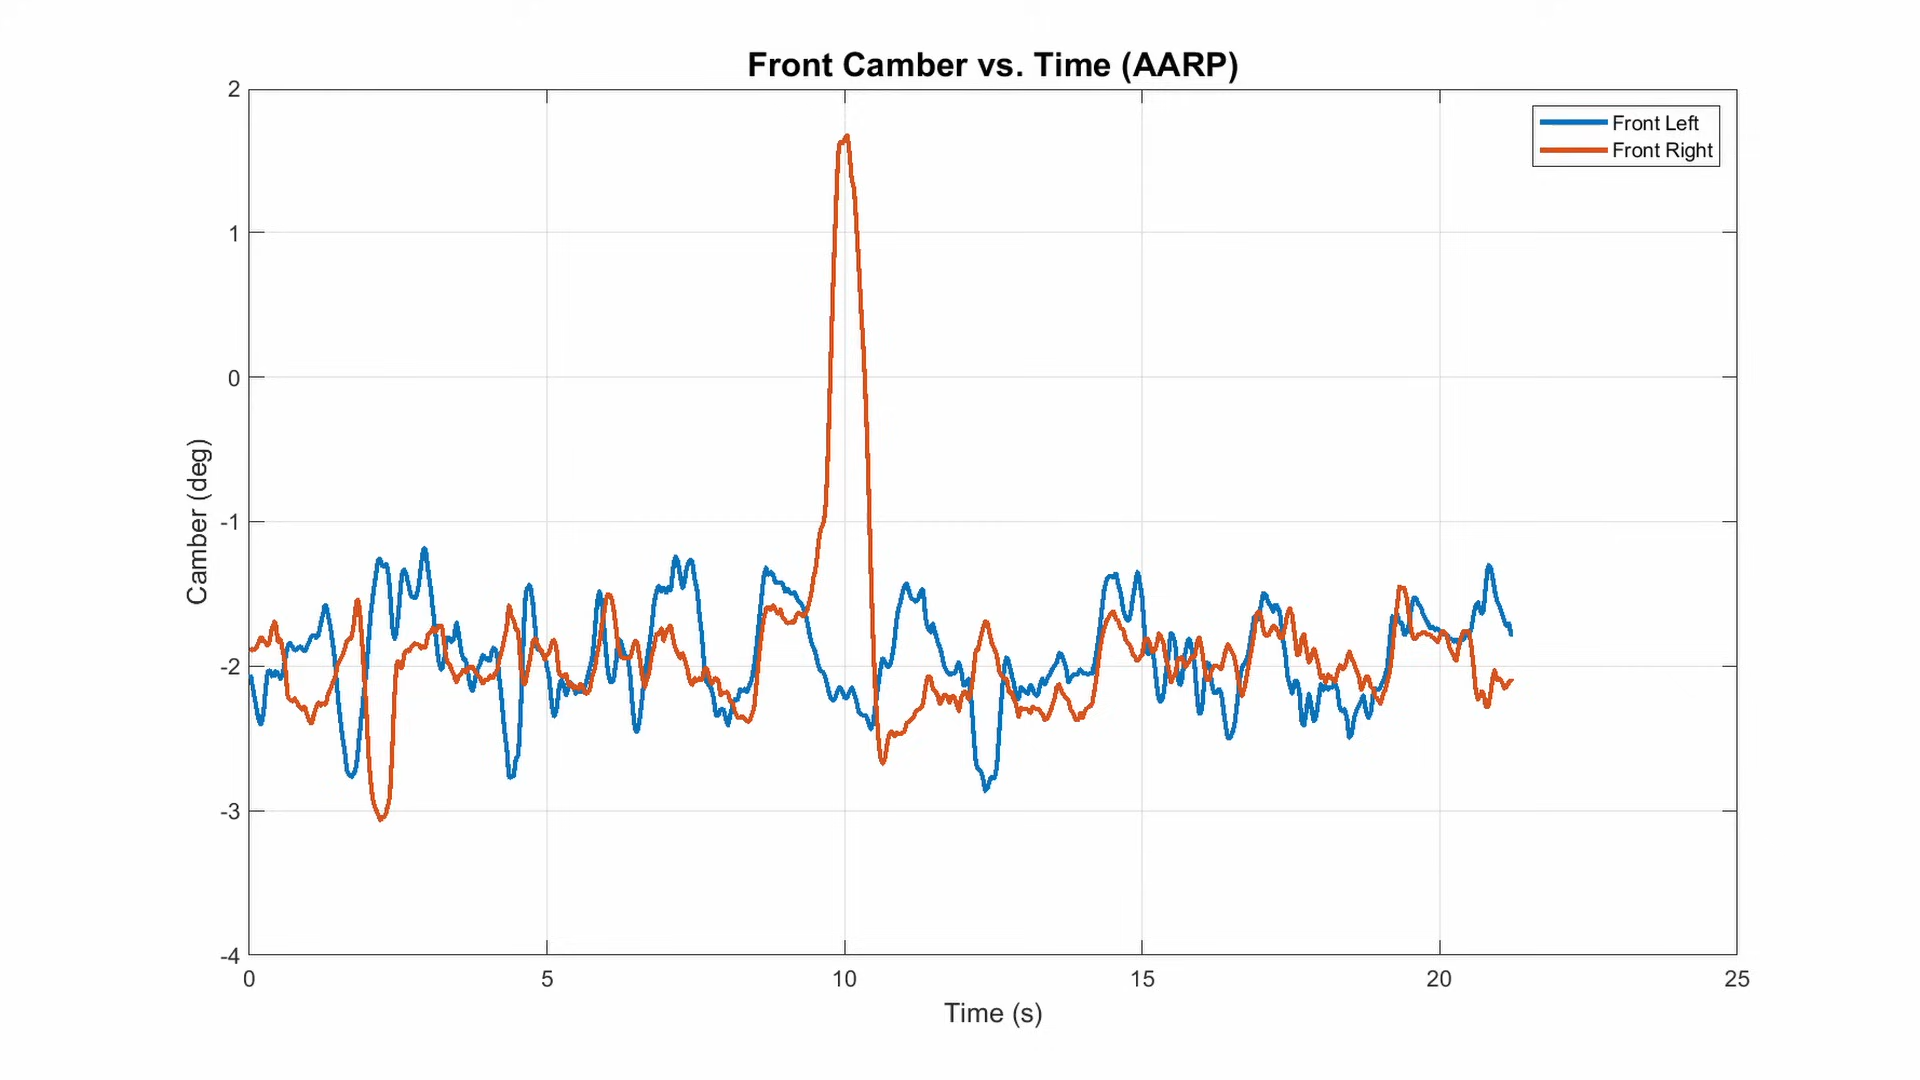 Front Camber vs. Time (AARP)
Front Left
Front Right
2
1
0
-1
-2
-3
-4
Camber (deg)
0 5 10 15 20 25
Time (s)